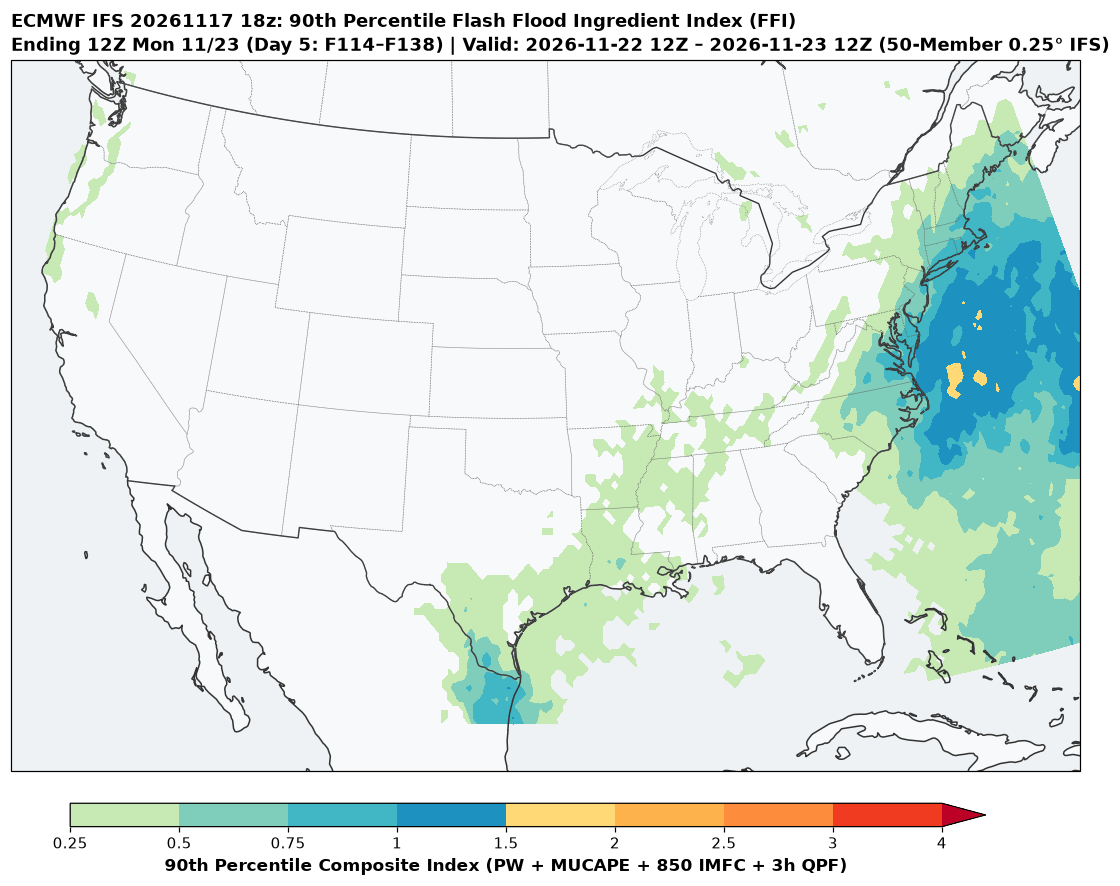 ECMWF IFS 20261117 18z: 90th Percentile Flash Flood Ingredient Index (FFI)
Ending 12Z Mon 11/23 (Day 5: F114–F138) | Valid: 2026-11-22 12Z – 2026-11-23 12Z (50-Member 0.25° IFS)
0.25 0.5 0.75 1 1.5 2 2.5 3 4
90th Percentile Composite Index (PW + MUCAPE + 850 IMFC + 3h QPF)